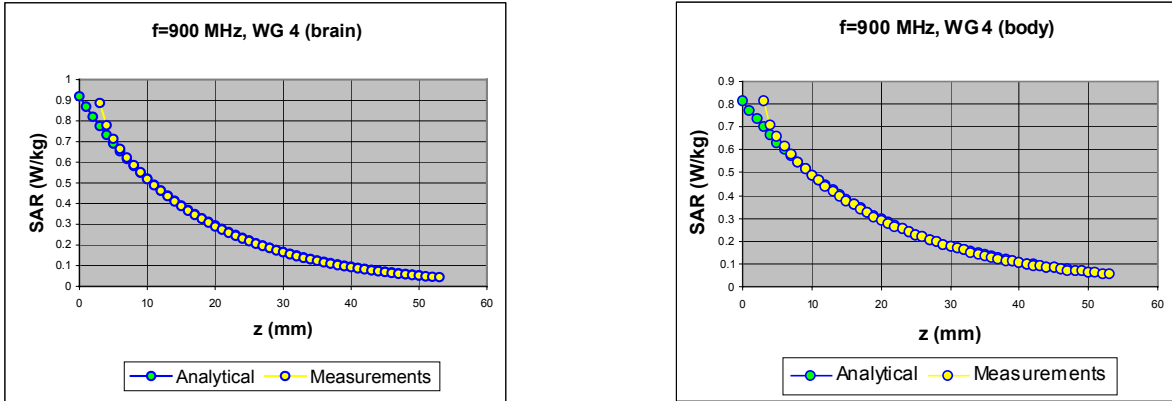 f=900 MHz, WG 4 (brain)
SAR (W/kg)
1
0.9
0.8
0.7
0.6
0.5
0.4
0.3
0.2
0.1
0
0 10 20 30 40 50 60
z (mm)
Analytical Measurements
f=900 MHz, WG 4 (body)
SAR (W/kg)
0.9
0.8
0.7
0.6
0.5
0.4
0.3
0.2
0.1
0
0 10 20 30 40 50 60
z (mm)
Analytical Measurements